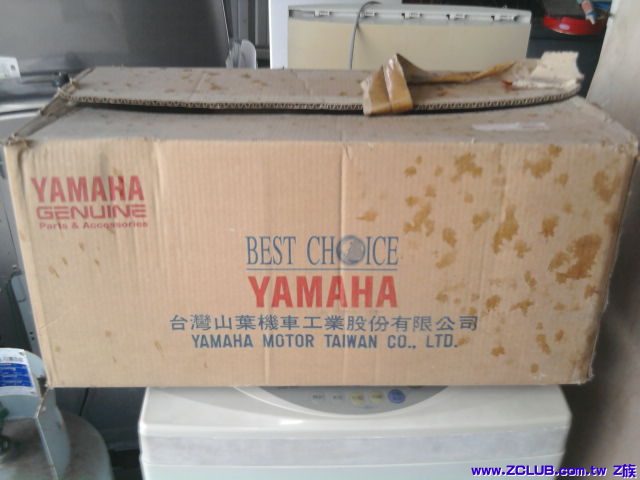 YAMAHA
GENUINE
Parts & Accessories
BEST CHOICE
YAMAHA
台灣山葉機車工業股份有限公司
YAMAHA MOTOR TAIWAN CO., LTD.
www.ZCLUB.com.tw Z族